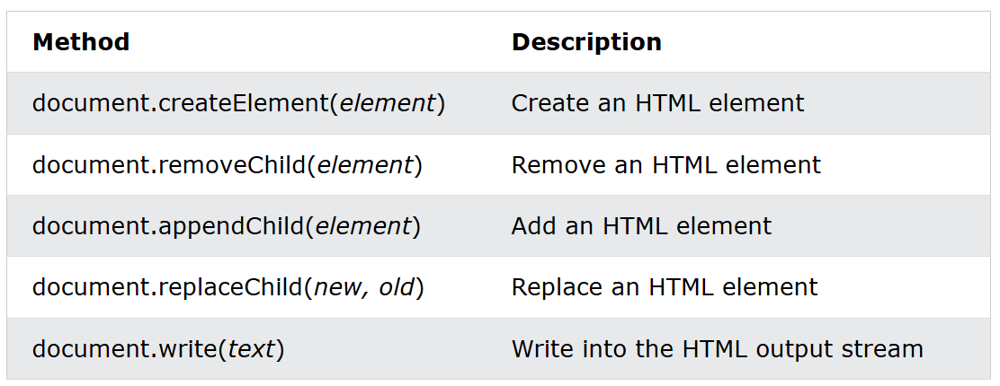 Method Description
document.createElement(element) Create an HTML element
document.removeChild(element) Remove an HTML element
document.appendChild(element) Add an HTML element
document.replaceChild(new, old) Replace an HTML element
document.write(text) Write into the HTML output stream